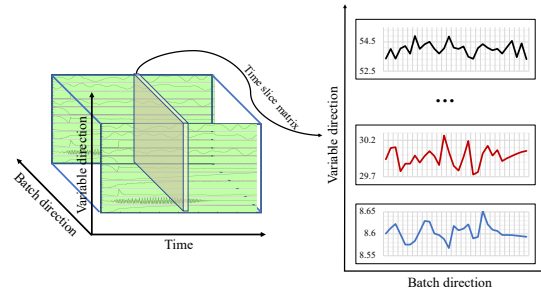 Variable direction
Batch direction
Time
Time slice matrix
Variable direction
54.5
52.5
...
30.2
29.7
8.65
8.6
8.55
Batch direction